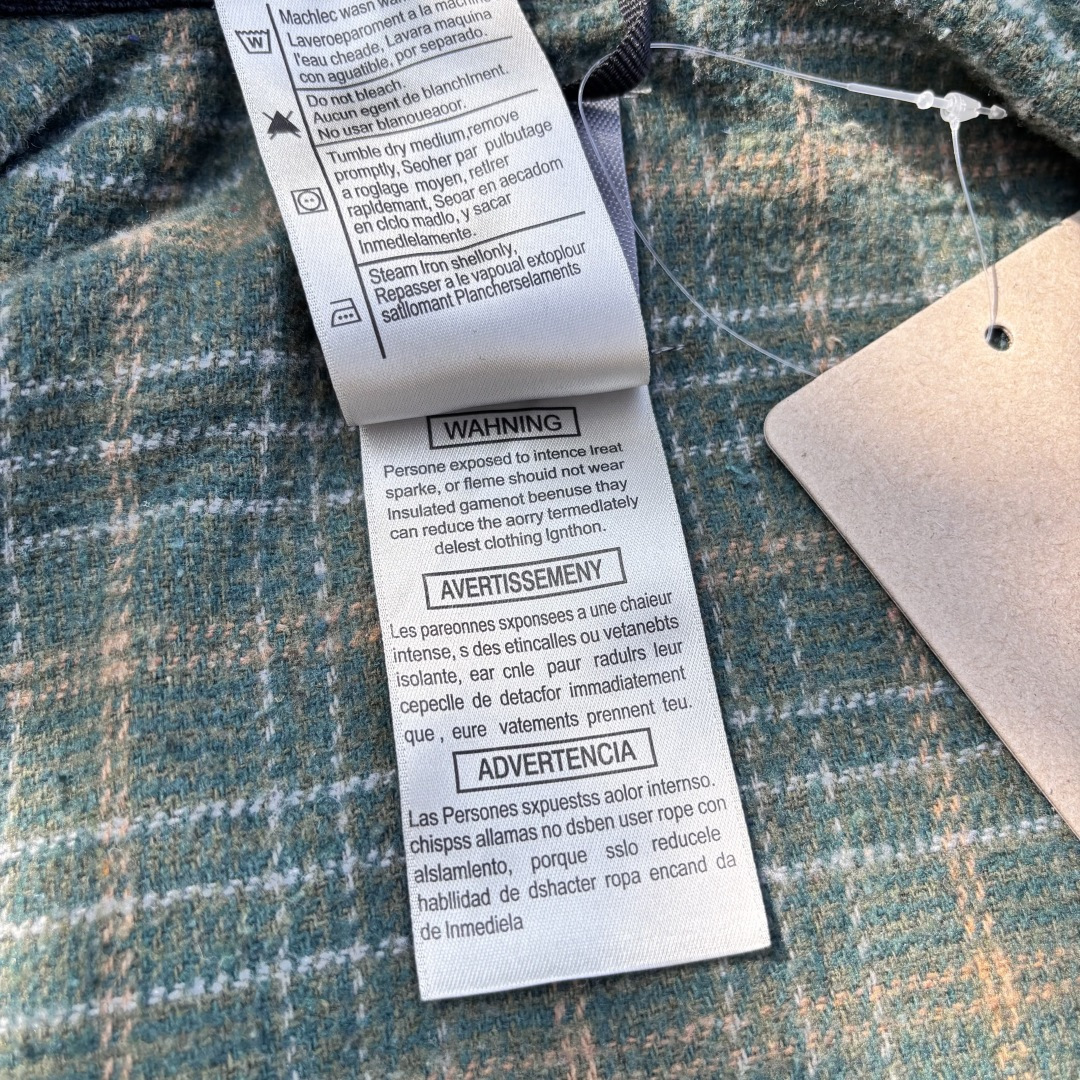 Machlec wasn
Laveroeparoment a la machine
l'eau cheade, Lavara maquina
con aguatible, por separado.
Do not bleach.
Aucun egent de blanchlment.
No usar blanoueaoor.
Tumble dry medium,remove
promptly, Seoher par pulbutage
a roglage moyen, retlrer
rapldemant, Seoar en aecadom
en clclo madlo, y sacar
Inmedlelamente.
Steam Iron shellonly,
Repasser a le vapoual extoplour
satllomant Plancherselaments
W
WAHNING
Persone exposed to intence Ireat
sparke, or fleme shouid not wear
Insulated gamenot beenuse thay
can reduce the aorry termedlately
delest clothing Ignthon.
AVERTISSEMENY
Les pareonnes sxponsees a une chaieur
intense, s des etincalles ou vetanebts
isolante, ear cnle paur radulrs leur
cepeclle de detacfor immadiatement
que , eure vatements prennent teu.
ADVERTENCIA
Las Persones sxpuestss aolor internso.
chispss allamas no dsben user rope con
alslamlento, porque sslo reducele
habllidad de dshacter ropa encand da
de Inmediela